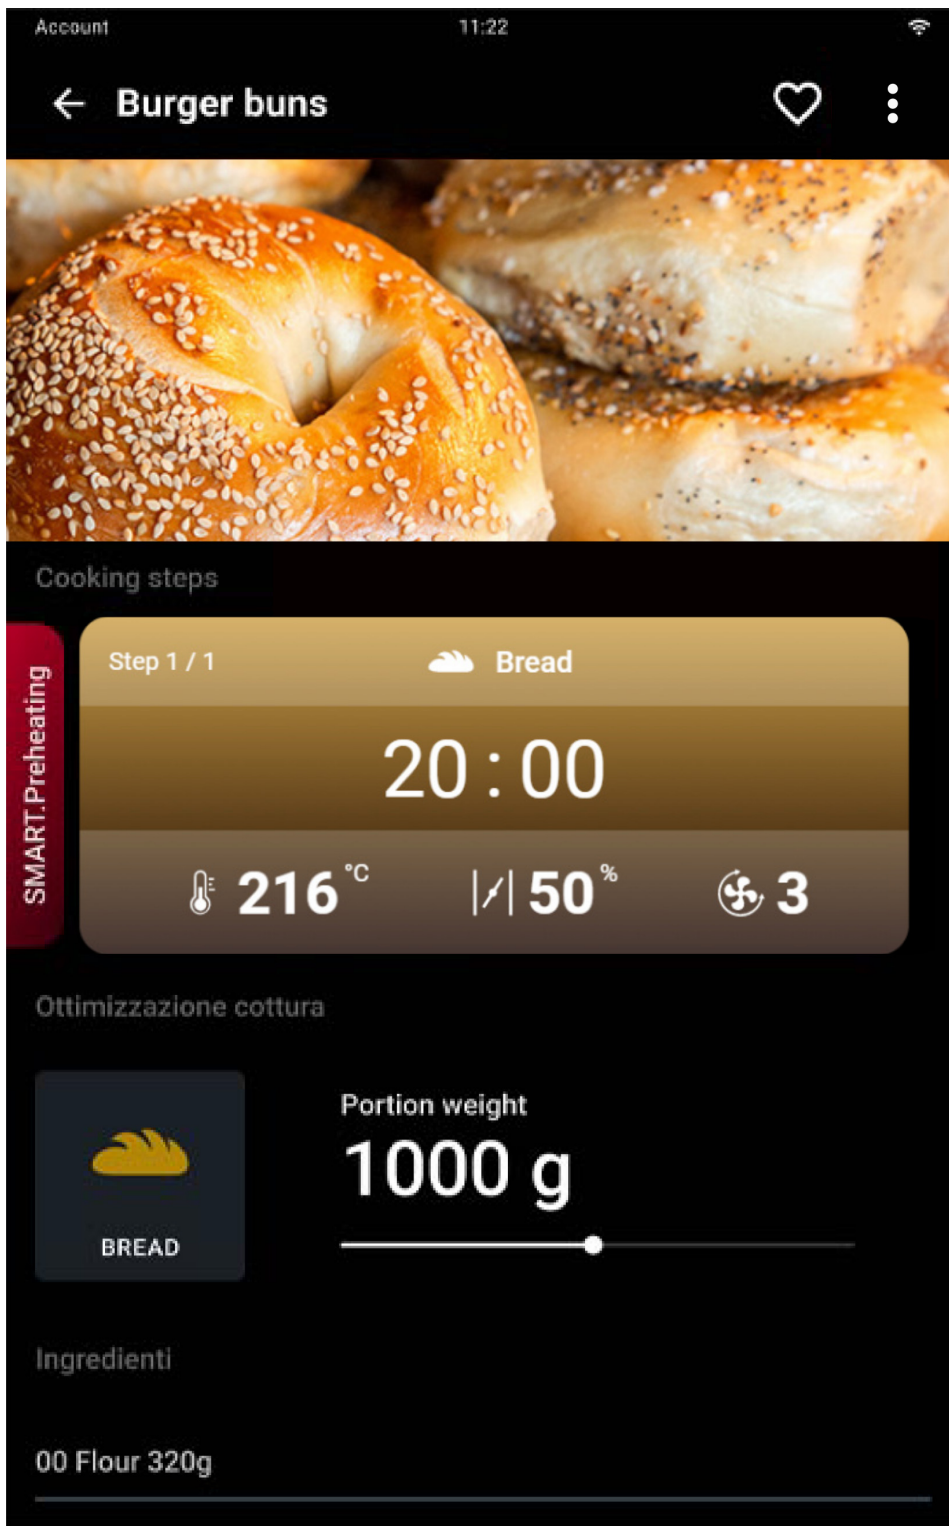 Account 11:22
Burger buns
Cooking steps
SMART.Preheating
Step 1 / 1 Bread
20 : 00
216 °C 50 % 3
Ottimizzazione cottura
Portion weight
1000 g
BREAD
Ingredienti
00 Flour 320g